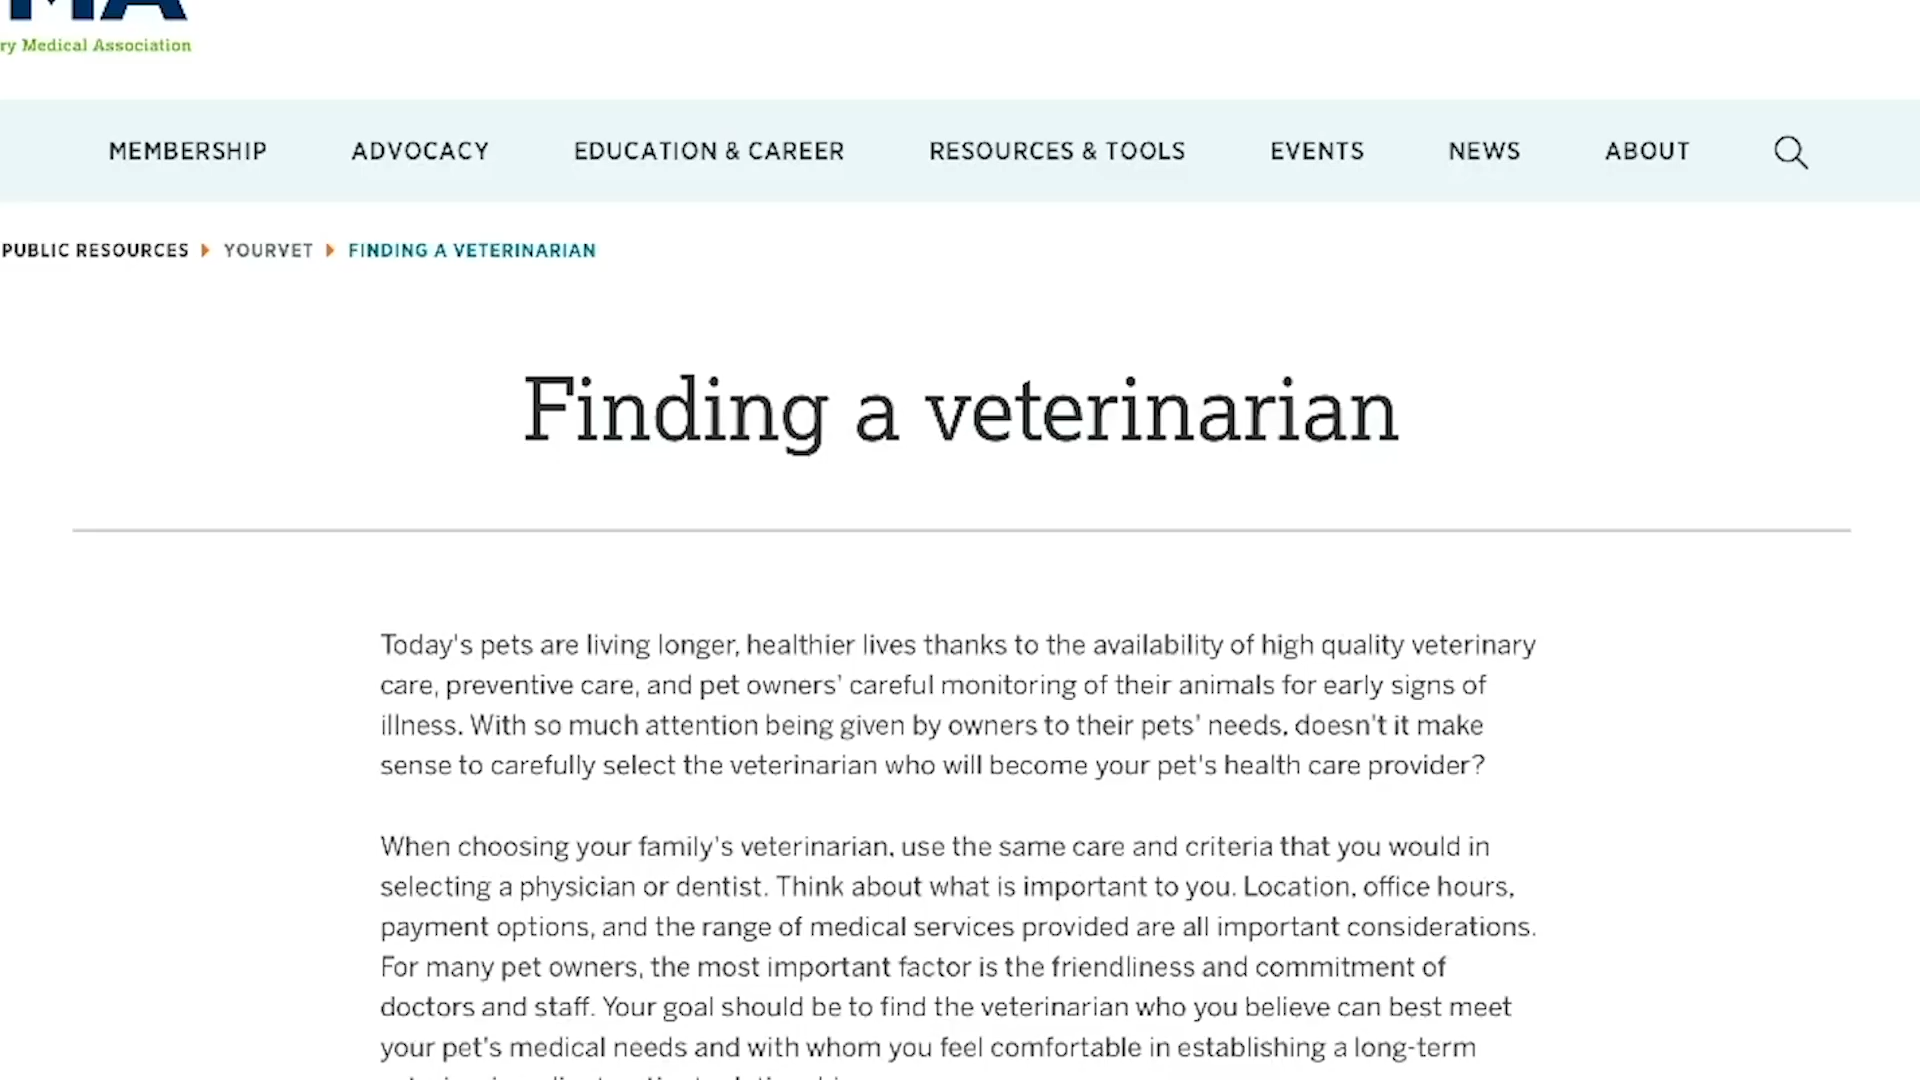 MA
ry Medical Association
MEMBERSHIP ADVOCACY EDUCATION & CAREER RESOURCES & TOOLS EVENTS NEWS ABOUT
PUBLIC RESOURCES YOURVET FINDING A VETERINARIAN
Finding a veterinarian
Today's pets are living longer, healthier lives thanks to the availability of high quality veterinary
care, preventive care, and pet owners' careful monitoring of their animals for early signs of
illness. With so much attention being given by owners to their pets' needs, doesn't it make
sense to carefully select the veterinarian who will become your pet's health care provider?
When choosing your family's veterinarian, use the same care and criteria that you would in
selecting a physician or dentist. Think about what is important to you. Location, office hours,
payment options, and the range of medical services provided are all important considerations.
For many pet owners, the most important factor is the friendliness and commitment of
doctors and staff. Your goal should be to find the veterinarian who you believe can best meet
your pet's medical needs and with whom you feel comfortable in establishing a long-term